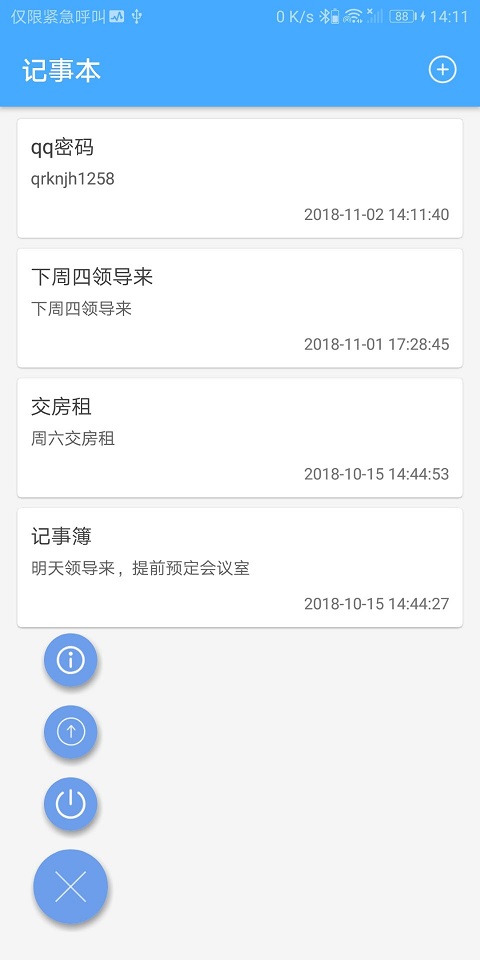 仅限紧急呼叫 0 K/s 88 14:11
记事本
qq密码
qrknjh1258
2018-11-02 14:11:40
下周四领导来
下周四领导来
2018-11-01 17:28:45
交房租
周六交房租
2018-10-15 14:44:53
记事簿
明天领导来，提前预定会议室
2018-10-15 14:44:27